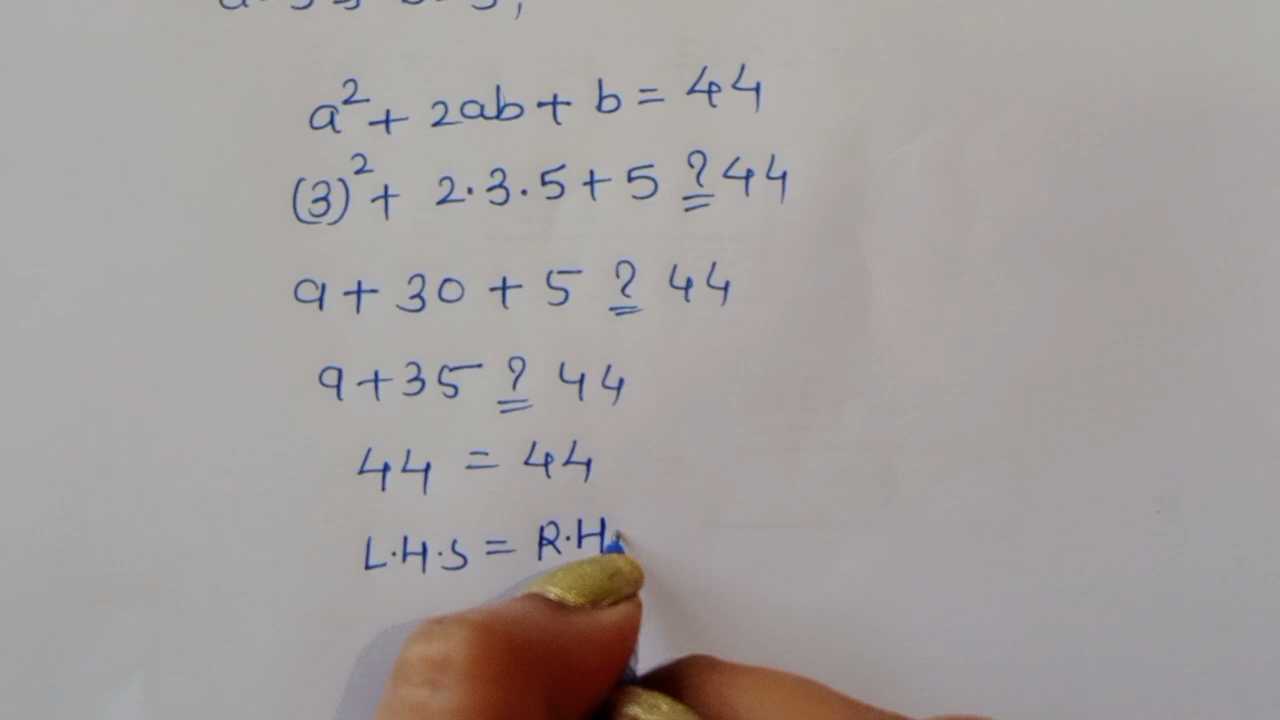 a² + 2ab + b = 44
(3)² + 2·3·5 + 5 ≟ 44
9 + 30 + 5 ≟ 44
9 + 35 ≟ 44
44 = 44
L.H.S = R.H.